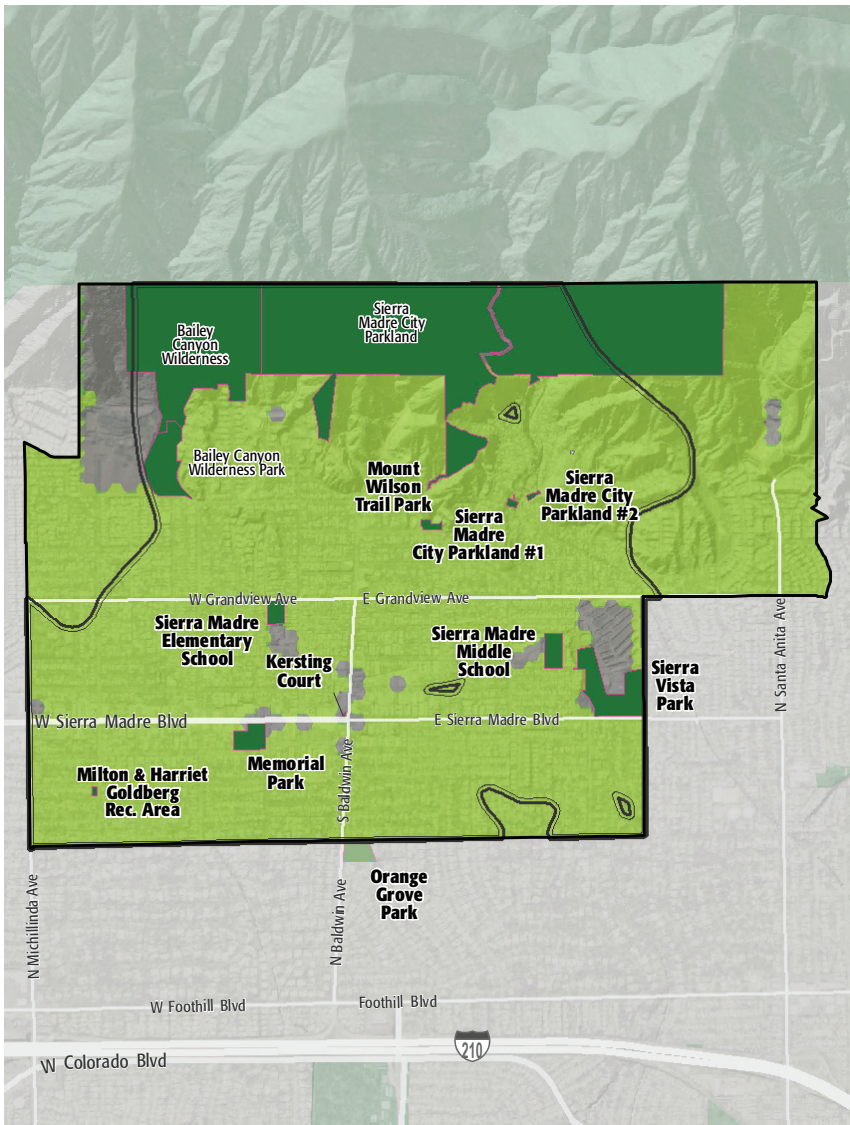 Sierra
Madre City
Parkland
Bailey
Canyon
Wilderness
Bailey Canyon
Wilderness Park
Mount
Wilson
Trail Park
Sierra
Madre City
Parkland #2
Sierra
Madre
City Parkland #1
W Grandview Ave
E Grandview Ave
Sierra Madre
Elementary
School
Kersting
Court
Sierra Madre
Middle
School
Sierra
Vista
Park
N Santa Anita Ave
W Sierra Madre Blvd
E Sierra Madre Blvd
Memorial
Park
S Baldwin Ave
Milton & Harriet
Goldberg
Rec. Area
Orange
Grove
Park
N Michillinda Ave
N Baldwin Ave
W Foothill Blvd
Foothill Blvd
210
W Colorado Blvd